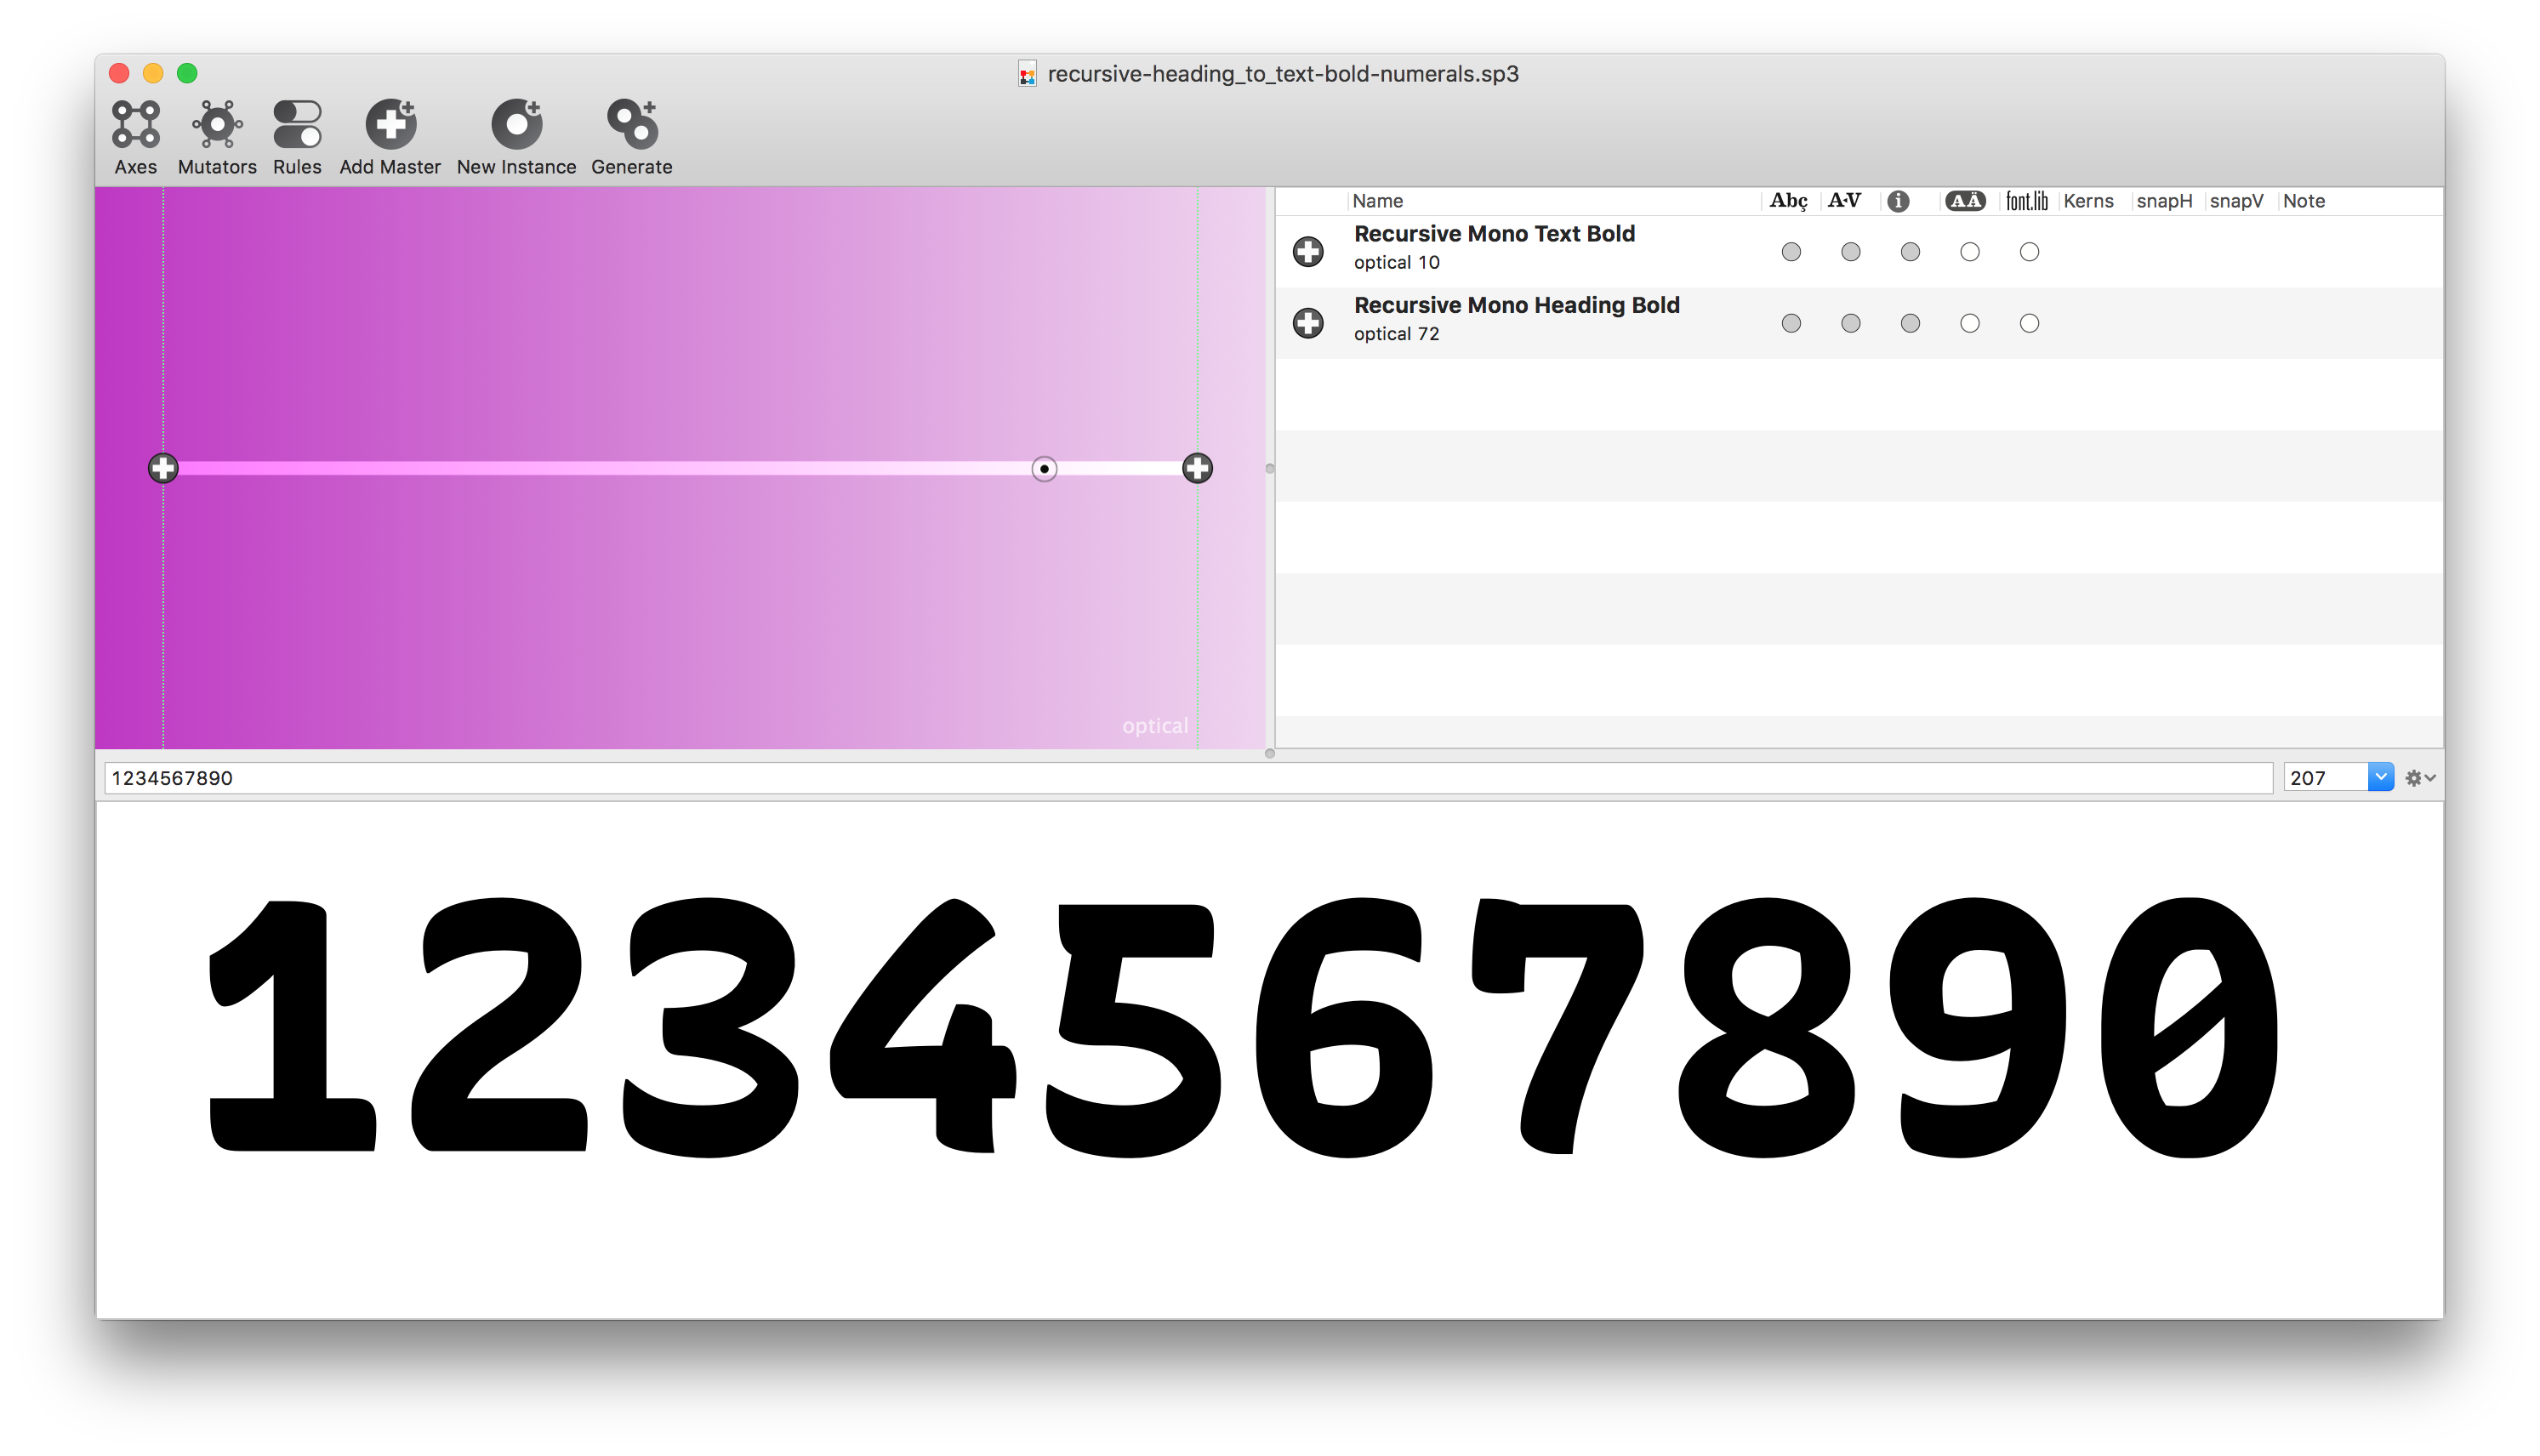 recursive-heading_to_text-bold-numerals.sp3
Axes Mutators Rules Add Master New Instance Generate
Name Abç A·V i AÄ font.lib Kerns snapH snapV Note
Recursive Mono Text Bold
optical 10
Recursive Mono Heading Bold
optical 72
optical
1234567890 207
1234567890